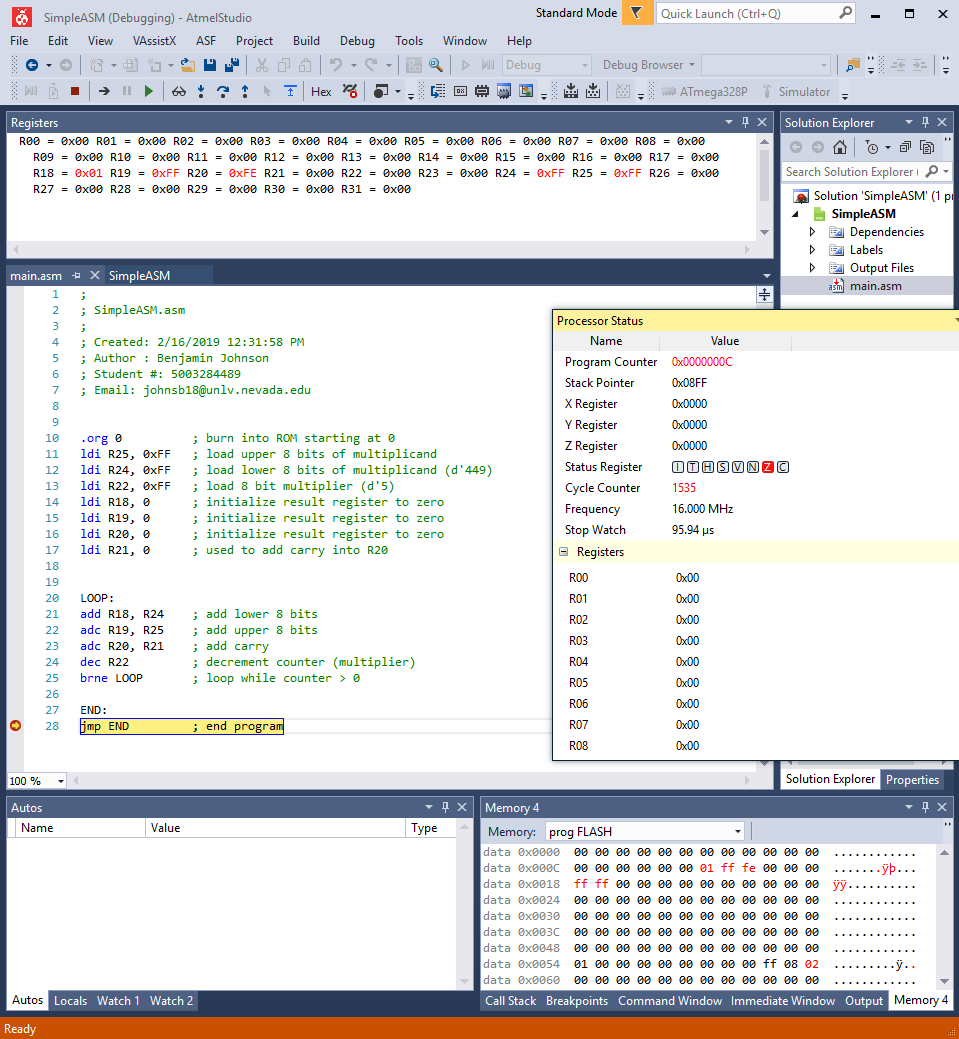 SimpleASM (Debugging) - AtmelStudio
Standard Mode
Quick Launch (Ctrl+Q)
File Edit View VAssistX ASF Project Build Debug Tools Window Help
Debug
Debug Browser
Hex
ATmega328P
Simulator
Registers
R00 = 0x00 R01 = 0x00 R02 = 0x00 R03 = 0x00 R04 = 0x00 R05 = 0x00 R06 = 0x00 R07 = 0x00 R08 = 0x00
R09 = 0x00 R10 = 0x00 R11 = 0x00 R12 = 0x00 R13 = 0x00 R14 = 0x00 R15 = 0x00 R16 = 0x00 R17 = 0x00
R18 = 0x01 R19 = 0xFF R20 = 0xFE R21 = 0x00 R22 = 0x00 R23 = 0x00 R24 = 0xFF R25 = 0xFF R26 = 0x00
R27 = 0x00 R28 = 0x00 R29 = 0x00 R30 = 0x00 R31 = 0x00
Solution Explorer
Search Solution Explorer (
Solution 'SimpleASM' (1 pr
SimpleASM
Dependencies
Labels
Output Files
main.asm
main.asm
SimpleASM
1 ;
2 ; SimpleASM.asm
3 ;
4 ; Created: 2/16/2019 12:31:58 PM
5 ; Author : Benjamin Johnson
6 ; Student #: 5003284489
7 ; Email: johnsb18@unlv.nevada.edu
8
9
10 .org 0 ; burn into ROM starting at 0
11 ldi R25, 0xFF ; load upper 8 bits of multiplicand
12 ldi R24, 0xFF ; load lower 8 bits of multiplicand (d'449)
13 ldi R22, 0xFF ; load 8 bit multiplier (d'5)
14 ldi R18, 0 ; initialize result register to zero
15 ldi R19, 0 ; initialize result register to zero
16 ldi R20, 0 ; initialize result register to zero
17 ldi R21, 0 ; used to add carry into R20
18
19
20 LOOP:
21 add R18, R24 ; add lower 8 bits
22 adc R19, R25 ; add upper 8 bits
23 adc R20, R21 ; add carry
24 dec R22 ; decrement counter (multiplier)
25 brne LOOP ; loop while counter > 0
26
27 END:
28 jmp END ; end program
100 %
Processor Status
Name Value
Program Counter 0x0000000C
Stack Pointer 0x08FF
X Register 0x0000
Y Register 0x0000
Z Register 0x0000
Status Register I T H S V N Z C
Cycle Counter 1535
Frequency 16.000 MHz
Stop Watch 95.94 µs
Registers
R00 0x00
R01 0x00
R02 0x00
R03 0x00
R04 0x00
R05 0x00
R06 0x00
R07 0x00
R08 0x00
Solution Explorer Properties
Autos
Name Value Type
Autos Locals Watch 1 Watch 2
Memory 4
Memory: prog FLASH
data 0x0000 00 00 00 00 00 00 00 00 00 00 00 00 ............
data 0x000C 00 00 00 00 00 00 01 ff fe 00 00 00 .......ÿþ...
data 0x0018 ff ff 00 00 00 00 00 00 00 00 00 00 ÿÿ..........
data 0x0024 00 00 00 00 00 00 00 00 00 00 00 00 ............
data 0x0030 00 00 00 00 00 00 00 00 00 00 00 00 ............
data 0x003C 00 00 00 00 00 00 00 00 00 00 00 00 ............
data 0x0048 00 00 00 00 00 00 00 00 00 00 00 00 ............
data 0x0054 01 00 00 00 00 00 00 00 00 ff 08 02 .........ÿ..
data 0x0060 00 00 00 00 00 00 00 00 00 00 00 00 ............
Call Stack Breakpoints Command Window Immediate Window Output Memory 4
Ready